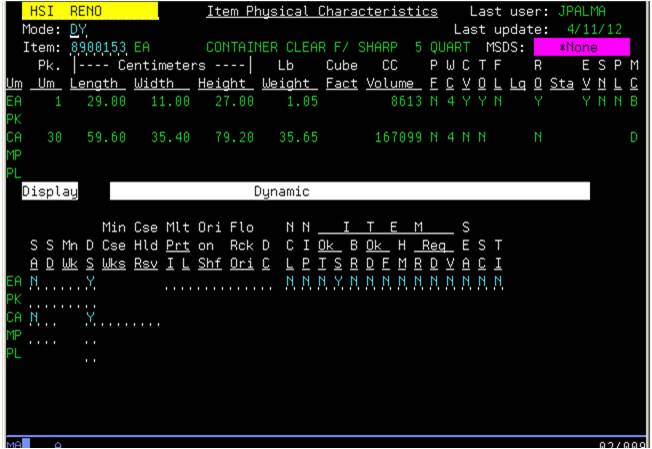 HSI RENO Item Physical Characteristics Last user: JPALMA
Mode: DY Last update: 4/11/12
Item: 8900153 EA CONTAINER CLEAR F/ SHARP 5 QUART MSDS: *None
Pk. |---- Centimeters ----| Lb Cube CC P W C T F R E S P M
Um Um Length Width Height Weight Fact Volume F C V O L Lq O Sta V N L C
EA 1 29.00 11.00 27.00 1.05 8613 N 4 Y Y N Y Y N N B
PK
CA 30 59.60 35.40 79.20 35.65 167099 N 4 N N N D
MP
PL
Display Dynamic
Min Cse Mlt Ori Flo N N I T E M S
S S Mn D Cse Hld Prt on Rck D C I Ok B Ok H Req E S T
A D Wk S Wks Rsv I L Shf Ori C L P T S R D F M R D V A C I
EA N Y N N N Y N N N N N N N N N N
PK
CA N Y
MP
PL
MA A 02/009